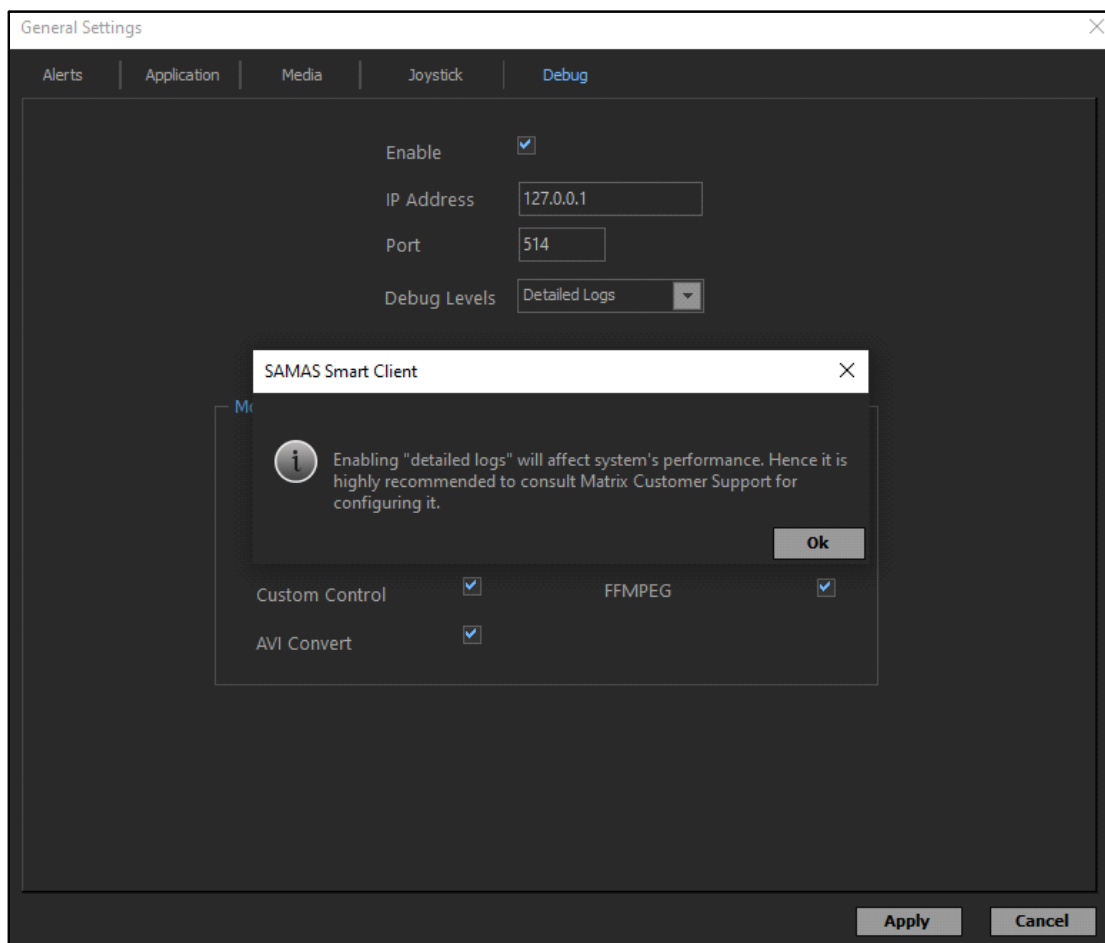 General Settings
Alerts Application Media Joystick Debug
Enable
IP Address 127.0.0.1
Port 514
Debug Levels Detailed Logs
SAMAS Smart Client
Enabling "detailed logs" will affect system's performance. Hence it is
highly recommended to consult Matrix Customer Support for
configuring it.
Ok
Custom Control FFMPEG
AVI Convert
Apply Cancel